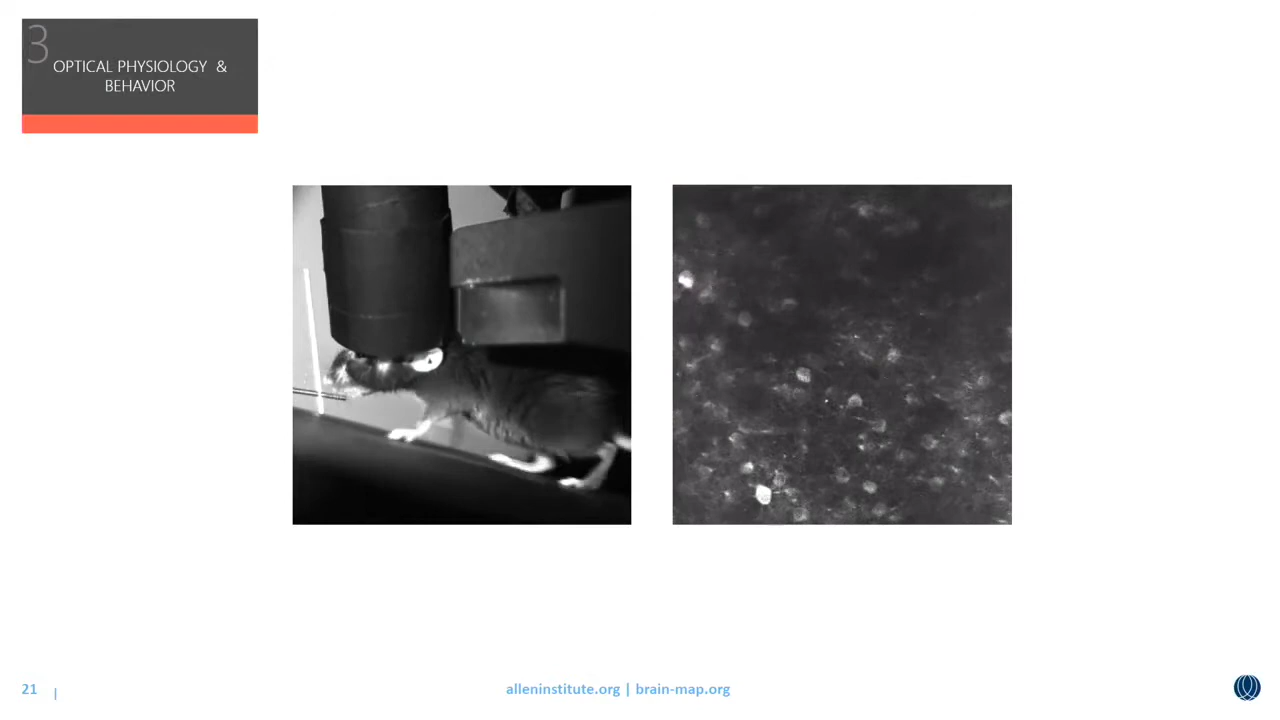 3
OPTICAL PHYSIOLOGY &
BEHAVIOR
21 |
alleninstitute.org | brain-map.org